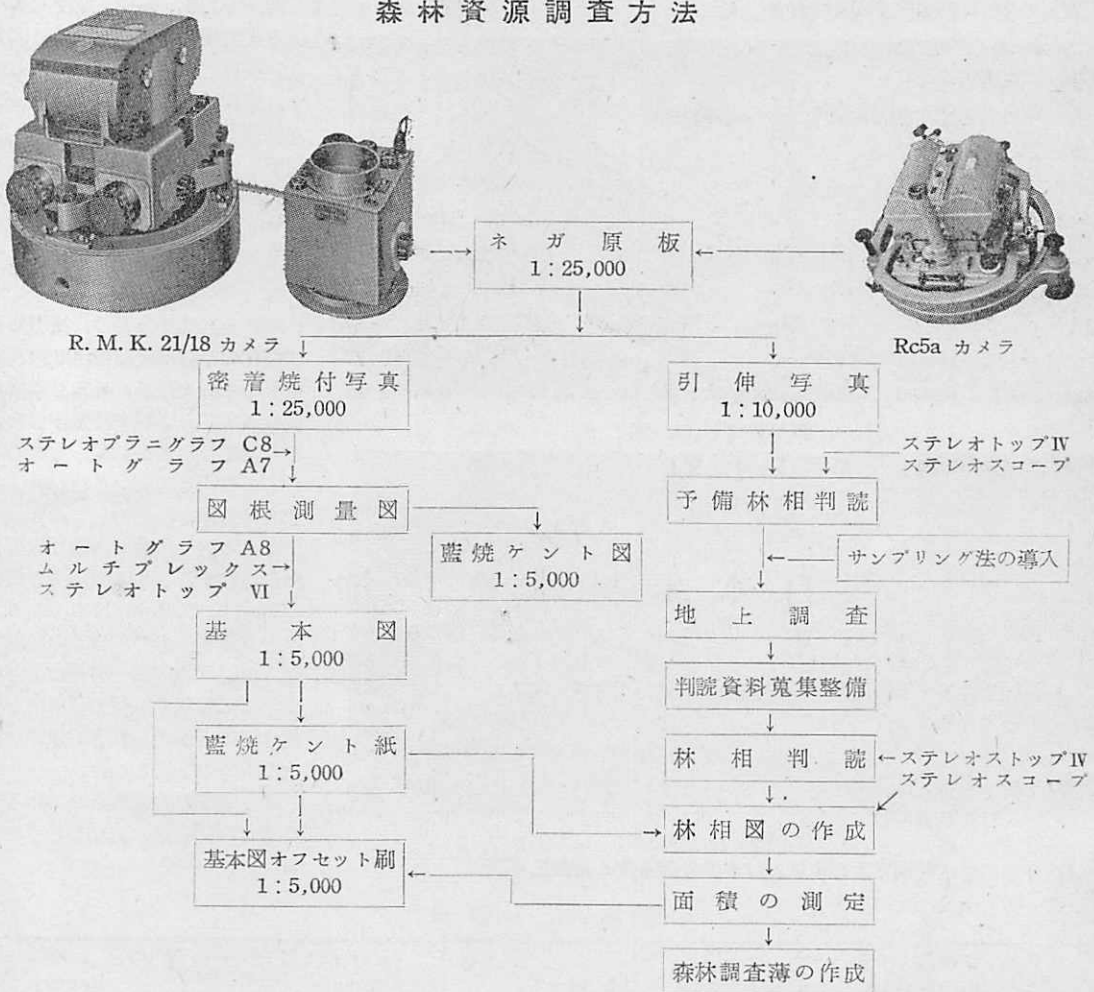 森林資源調査方法
ネガ原板
1:25,000
R. M. K. 21/18 カメラ
Rc5a カメラ
密着焼付写真
1:25,000
引伸写真
1:10,000
ステレオプラニグラフ C8
オートグラフ A7
ステレオトップⅣ
ステレオスコープ
図根測量図
予備林相判読
オートグラフ A8
ムルチプレックス
ステレオトップ Ⅵ
藍焼ケント図
1:5,000
サンプリング法の導入
基本図
1:5,000
地上調査
判読資料蒐集整備
藍焼ケント紙
1:5,000
林相判読
ステレオストップⅣ
ステレオスコープ
林相図の作成
基本図オフセット刷
1:5,000
面積の測定
森林調査薄の作成